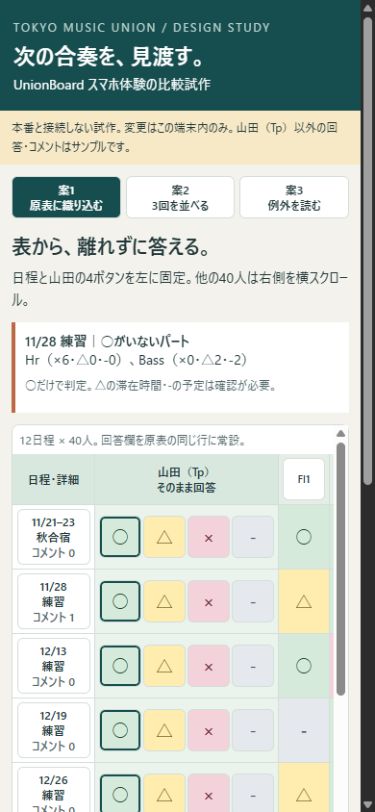 TOKYO MUSIC UNION / DESIGN STUDY
次の合奏を、見渡す。
UnionBoard スマホ体験の比較試作
本番と接続しない試作。変更はこの端末内のみ。山田（Tp）以外の回
答・コメントはサンプルです。
案1
原表に織り込む
案2
3回を並べる
案3
例外を読む
表から、離れずに答える。
日程と山田の4ボタンを左に固定。他の40人は右側を横スクロー
ル。
11/28 練習｜○がいないパート
Hr（×6・△0・-0）、Bass（×0・△2・-2）
○だけで判定。△の滞在時間・-の予定は確認が必要。
12日程 × 40人。回答欄を原表の同じ行に常設。
日程・詳細
山田（Tp）
そのまま回答
Fl1
11/21–23
秋合宿
コメント 0
○ △ × - ○
11/28
練習
コメント 1
○ △ × - △
12/13
練習
コメント 0
○ △ × - ○
12/19
練習
コメント 0
○ △ × - -
12/26
練習
コメント 0
○ △ × - △